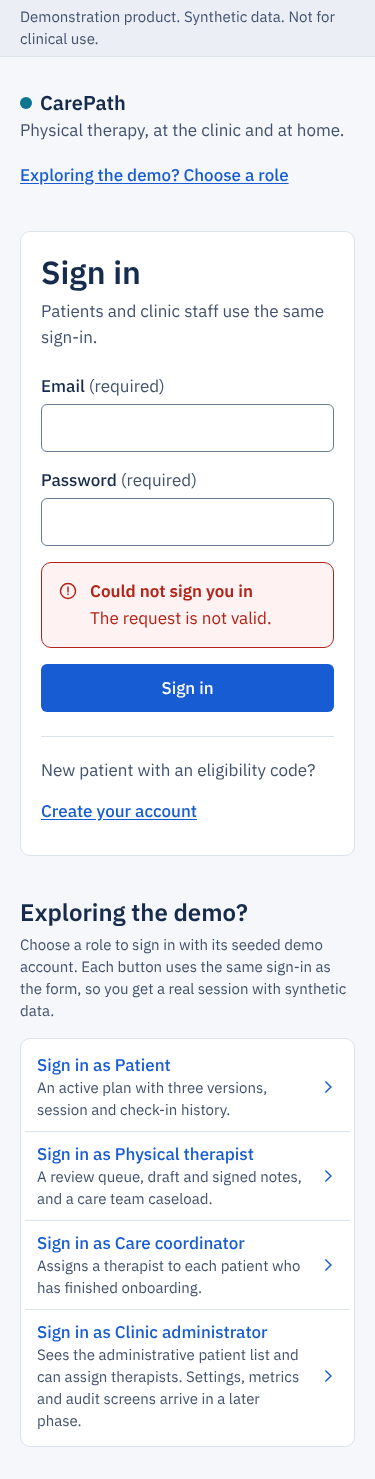 Demonstration product. Synthetic data. Not for
clinical use.
CarePath
Physical therapy, at the clinic and at home.
Exploring the demo? Choose a role
Sign in
Patients and clinic staff use the same
sign-in.
Email (required)
Password (required)
Could not sign you in
The request is not valid.
Sign in
New patient with an eligibility code?
Create your account
Exploring the demo?
Choose a role to sign in with its seeded demo
account. Each button uses the same sign-in as
the form, so you get a real session with synthetic
data.
Sign in as Patient
An active plan with three versions,
session and check-in history.
Sign in as Physical therapist
A review queue, draft and signed notes,
and a care team caseload.
Sign in as Care coordinator
Assigns a therapist to each patient who
has finished onboarding.
Sign in as Clinic administrator
Sees the administrative patient list and
can assign therapists. Settings, metrics
and audit screens arrive in a later
phase.